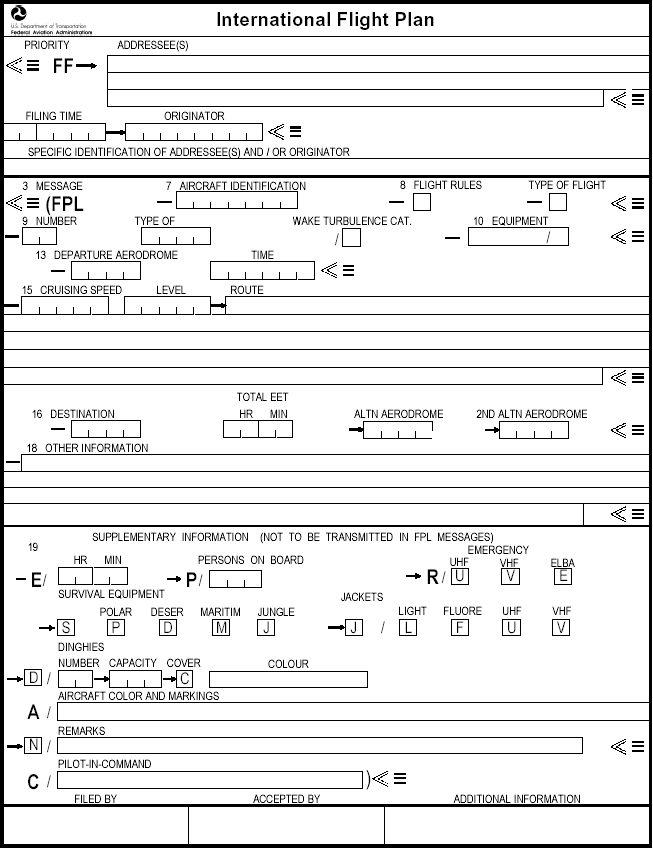 International Flight Plan
U.S. Department of Transportation
Federal Aviation Administration
PRIORITY ADDRESSEE(S)
FF
FILING TIME ORIGINATOR
SPECIFIC IDENTIFICATION OF ADDRESSEE(S) AND / OR ORIGINATOR
3 MESSAGE 7 AIRCRAFT IDENTIFICATION 8 FLIGHT RULES TYPE OF FLIGHT
(FPL
9 NUMBER TYPE OF WAKE TURBULENCE CAT. 10 EQUIPMENT
/ /
13 DEPARTURE AERODROME TIME
15 CRUISING SPEED LEVEL ROUTE
TOTAL EET
16 DESTINATION HR MIN ALTN AERODROME 2ND ALTN AERODROME
18 OTHER INFORMATION
SUPPLEMENTARY INFORMATION (NOT TO BE TRANSMITTED IN FPL MESSAGES)
19 EMERGENCY
HR MIN PERSONS ON BOARD UHF VHF ELBA
E/ P/ R/ U V E
SURVIVAL EQUIPMENT JACKETS
POLAR DESER MARITIM JUNGLE LIGHT FLUORE UHF VHF
S P D M J J / L F U V
DINGHIES
NUMBER CAPACITY COVER COLOUR
D / C
AIRCRAFT COLOR AND MARKINGS
A /
REMARKS
N /
PILOT-IN-COMMAND
C / )
FILED BY ACCEPTED BY ADDITIONAL INFORMATION